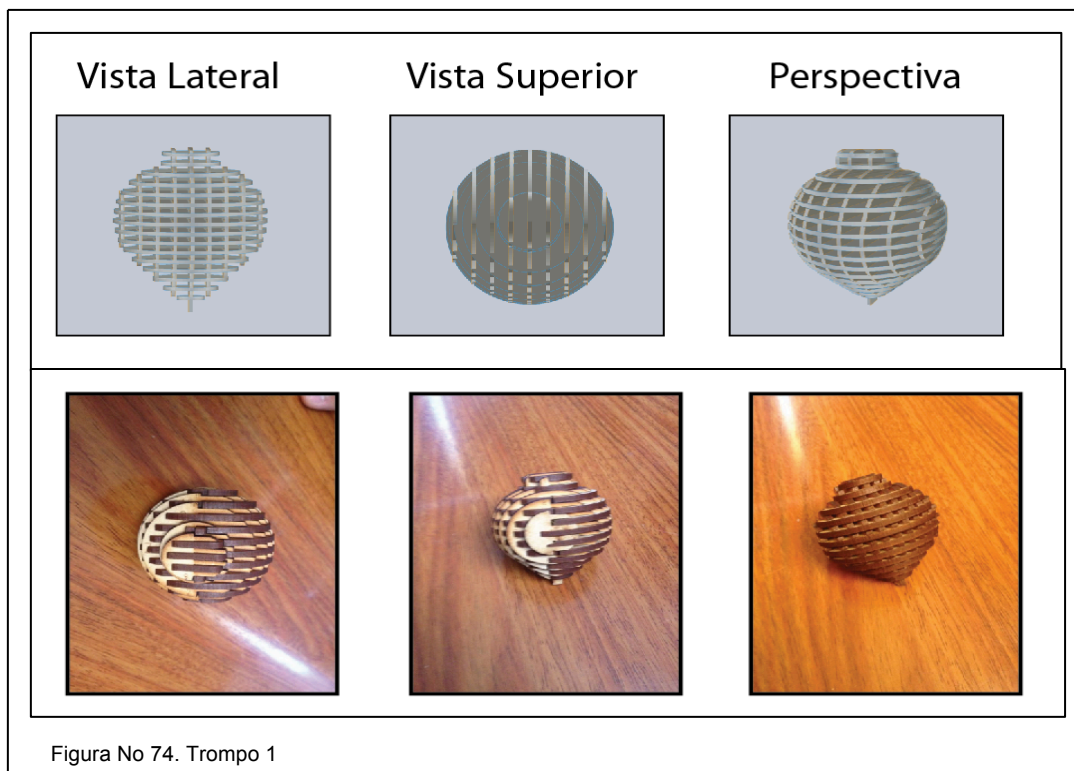 Vista Lateral
Vista Superior
Perspectiva
Figura No 74. Trompo 1